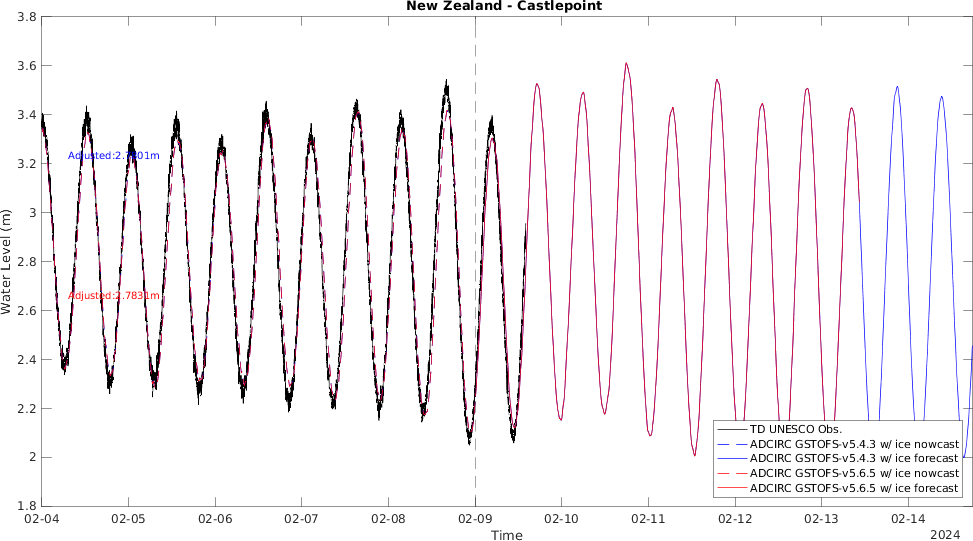 New Zealand - Castlepoint
3.8
3.6
3.4
3.2
3
2.8
2.6
2.4
2.2
2
1.8
Water Level (m)
Adjusted:2.7801m
Adjusted:2.7831m
TD UNESCO Obs.
ADCIRC GSTOFS-v5.4.3 w/ ice nowcast
ADCIRC GSTOFS-v5.4.3 w/ ice forecast
ADCIRC GSTOFS-v5.6.5 w/ ice nowcast
ADCIRC GSTOFS-v5.6.5 w/ ice forecast
02-04 02-05 02-06 02-07 02-08 02-09 02-10 02-11 02-12 02-13 02-14
Time
2024